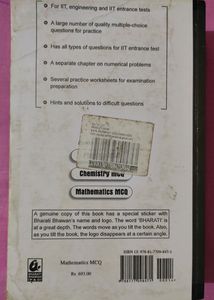 For IIT, engineering and IIT entrance tests
A large number of quality multiple-choice
questions for practice
Has all types of questions for IIT entrance test
A separate chapter on numerical problems
Several practice worksheets for examination
preparation
Hints and solutions to difficult questions
Chemistry MCQ
Mathematics MCQ
A genuine copy of this book has a special sticker with
Bharati Bhawan's name and logo. The word 'BHARATI' is
at a great depth. The words move as you tilt the book. Also,
as you tilt the book, the logo disappears at a certain angle.
Mathematics MCQ
Rs. 693.00